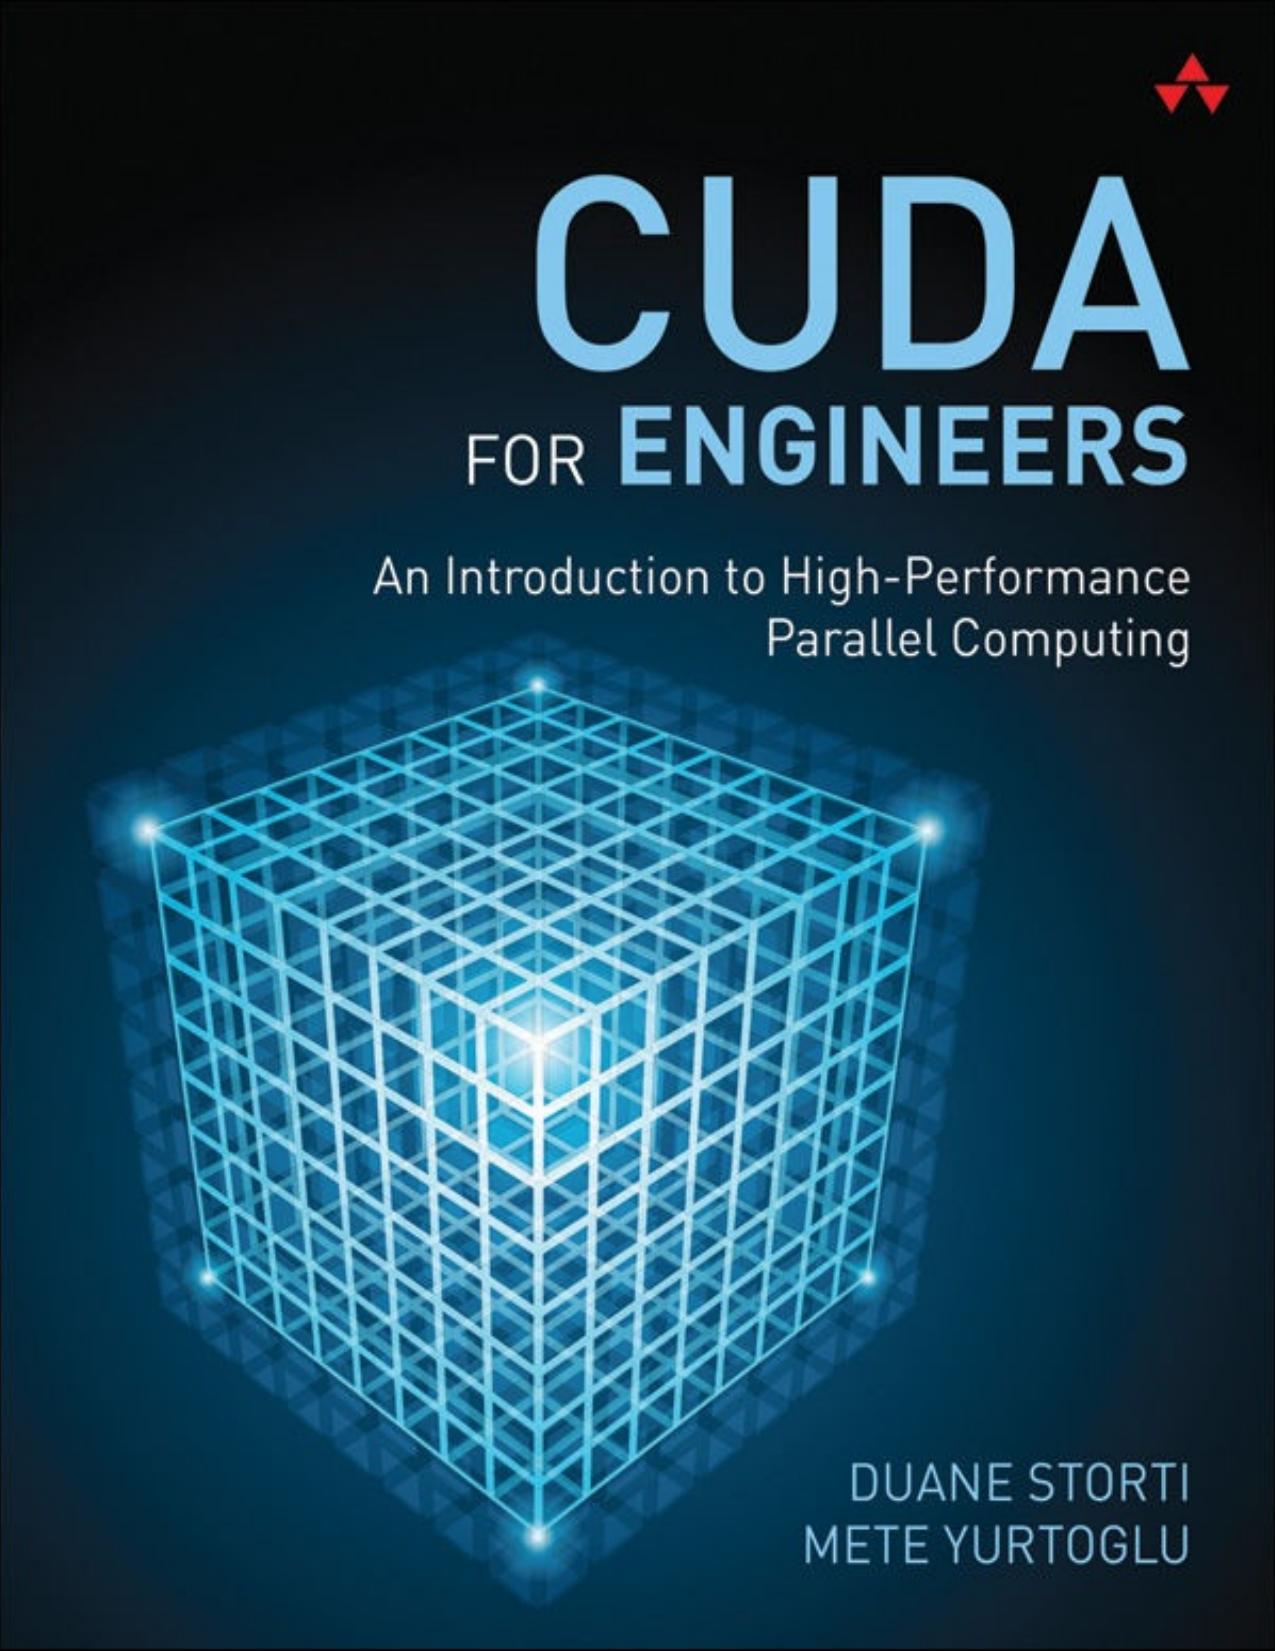 CUDA
FOR ENGINEERS
An Introduction to High-Performance
Parallel Computing
DUANE STORTI
METE YURTOGLU